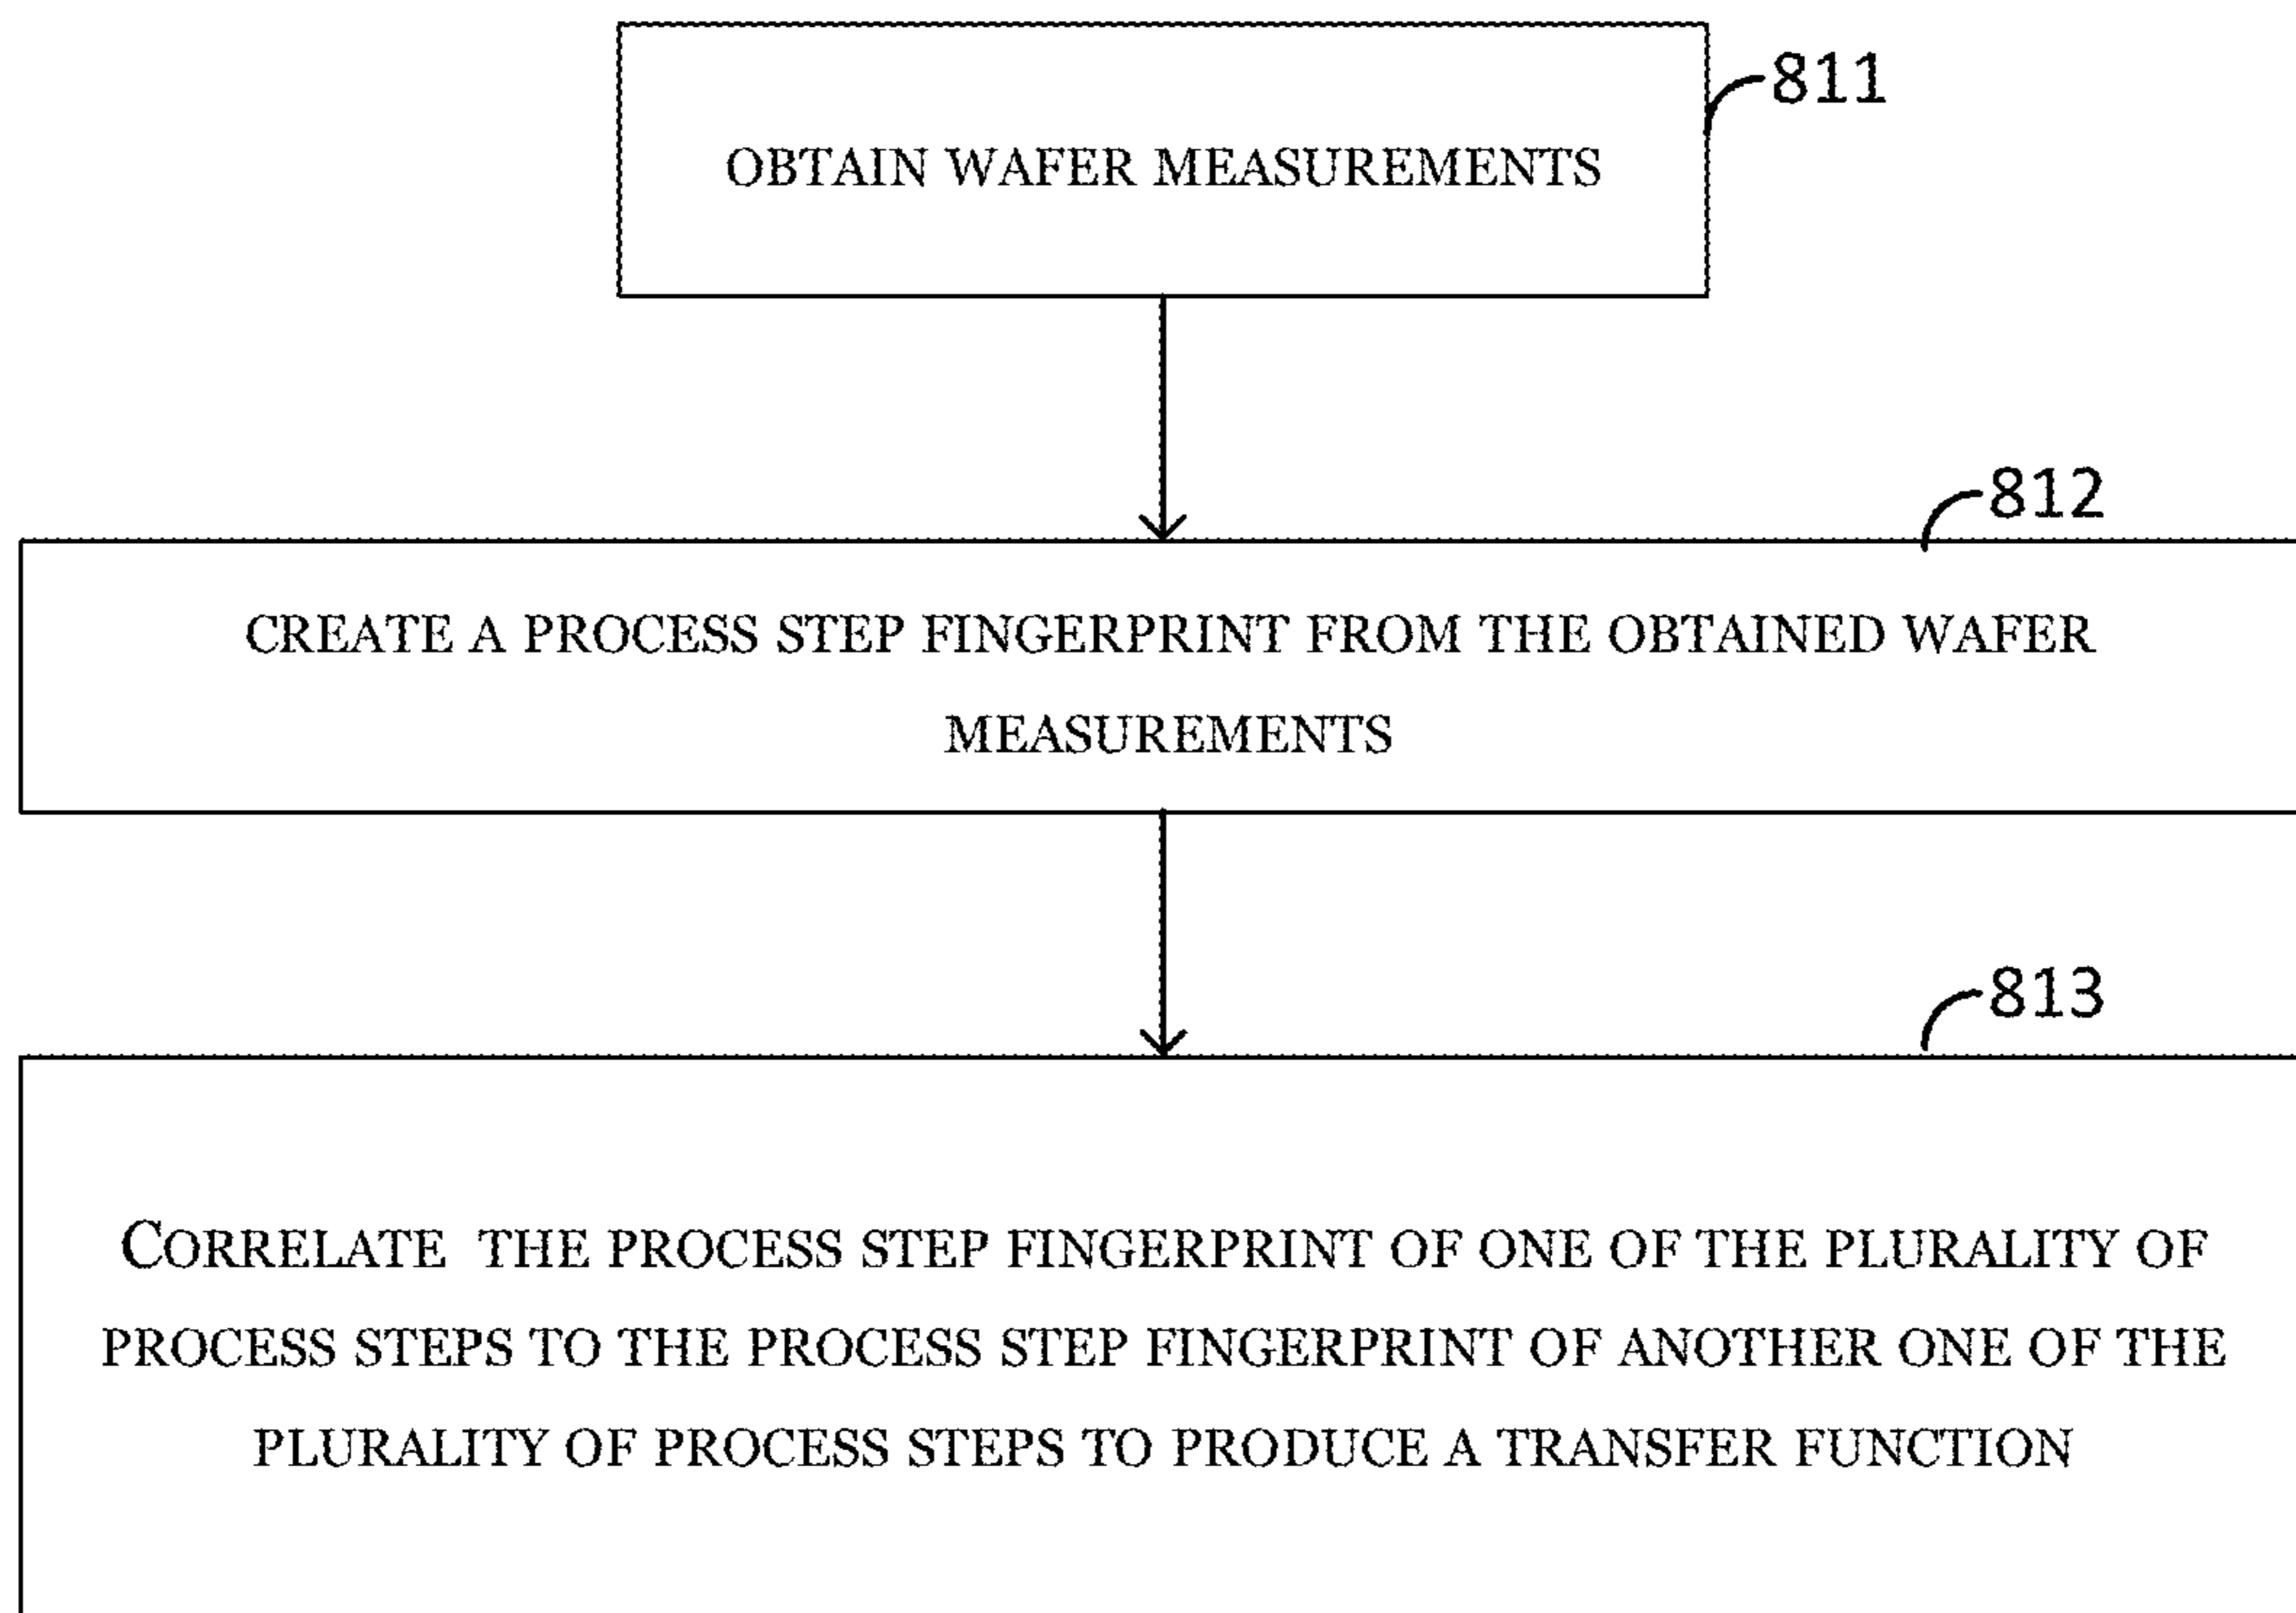 811
OBTAIN WAFER MEASUREMENTS
812
CREATE A PROCESS STEP FINGERPRINT FROM THE OBTAINED WAFER
MEASUREMENTS
813
CORRELATE THE PROCESS STEP FINGERPRINT OF ONE OF THE PLURALITY OF
PROCESS STEPS TO THE PROCESS STEP FINGERPRINT OF ANOTHER ONE OF THE
PLURALITY OF PROCESS STEPS TO PRODUCE A TRANSFER FUNCTION